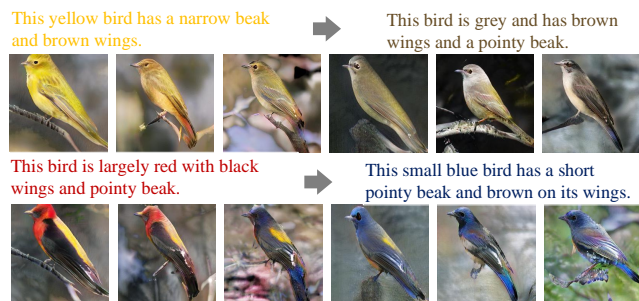 This yellow bird has a narrow beak
and brown wings.
This bird is grey and has brown
wings and a pointy beak.
This bird is largely red with black
wings and pointy beak.
This small blue bird has a short
pointy beak and brown on its wings.